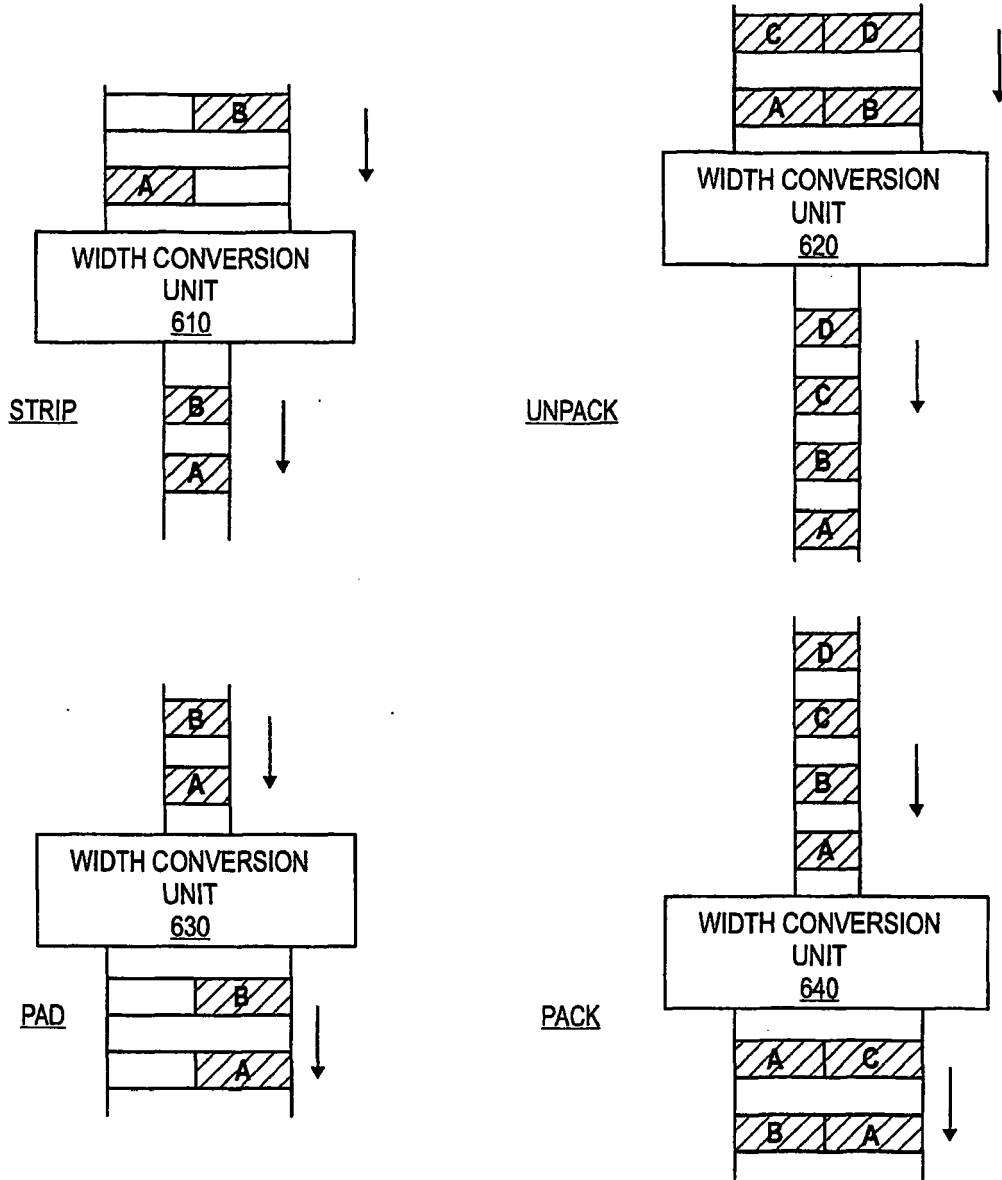 B
A
WIDTH CONVERSION
UNIT
610
STRIP
B
A
C D
A B
WIDTH CONVERSION
UNIT
620
UNPACK
D
C
B
A
B
A
WIDTH CONVERSION
UNIT
630
PAD
B
A
D
C
B
A
WIDTH CONVERSION
UNIT
640
PACK
A C
B A